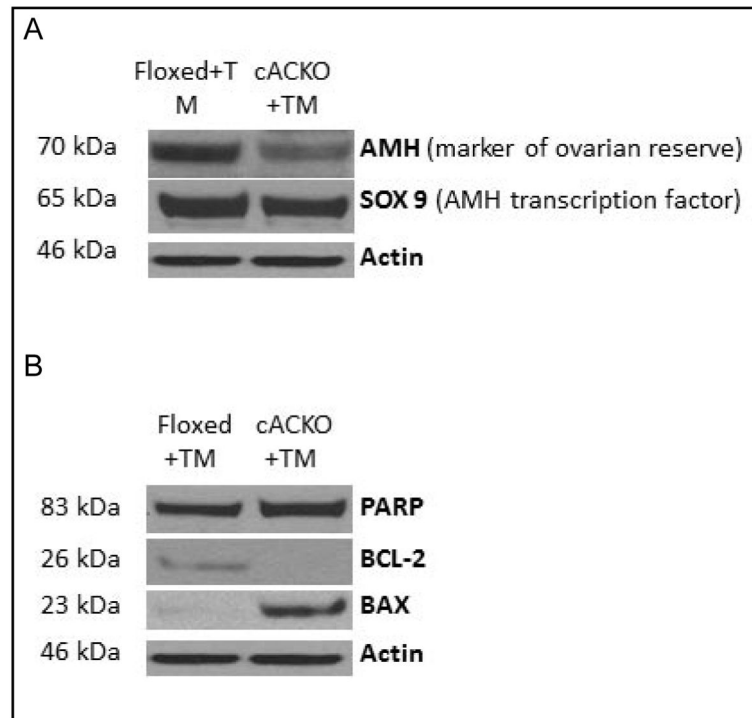 A
Floxed+T cACKO
M +TM
70 kDa AMH (marker of ovarian reserve)
65 kDa SOX 9 (AMH transcription factor)
46 kDa Actin
B
Floxed cACKO
+TM +TM
83 kDa PARP
26 kDa BCL-2
23 kDa BAX
46 kDa Actin